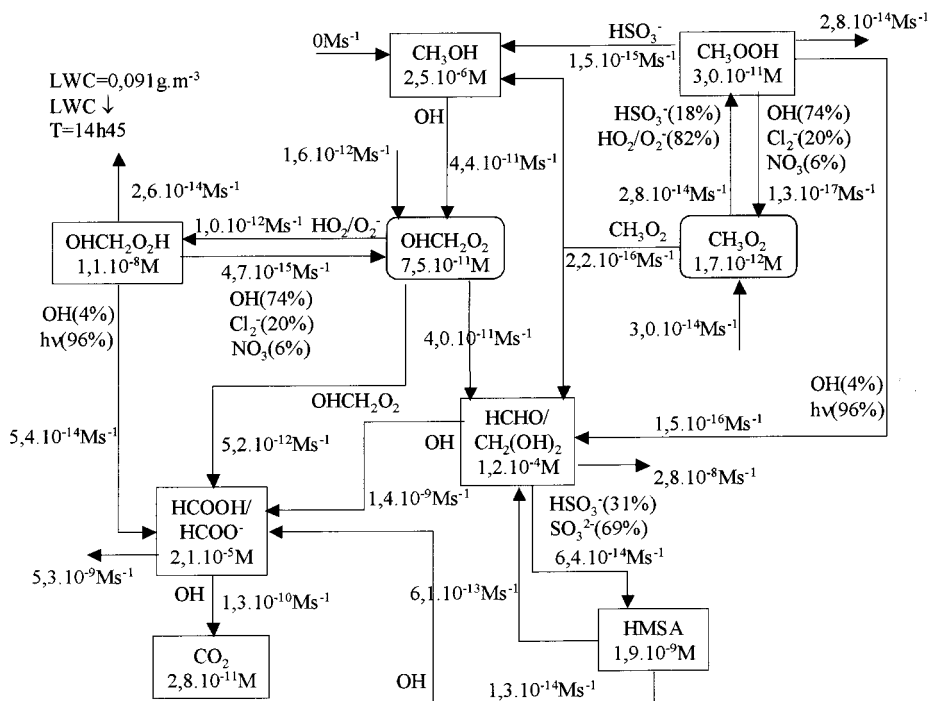 LWC=0,091g.m⁻³
LWC ↓
T=14h45
0Ms⁻¹
CH₃OH
2,5.10⁻⁶M
HSO₃⁻
1,5.10⁻¹⁵Ms⁻¹
CH₃OOH
3,0.10⁻¹¹M
2,8.10⁻¹⁴Ms⁻¹
OH
HSO₃⁻(18%)
HO₂/O₂⁻(82%)
OH(74%)
Cl₂⁻(20%)
NO₃(6%)
1,6.10⁻¹²Ms⁻¹
4,4.10⁻¹¹Ms⁻¹
2,8.10⁻¹⁴Ms⁻¹
1,3.10⁻¹⁷Ms⁻¹
2,6.10⁻¹⁴Ms⁻¹
OHCH₂O₂H
1,1.10⁻⁸M
1,0.10⁻¹²Ms⁻¹
HO₂/O₂⁻
4,7.10⁻¹⁵Ms⁻¹
OH(74%)
Cl₂⁻(20%)
NO₃(6%)
OHCH₂O₂
7,5.10⁻¹¹M
CH₃O₂
2,2.10⁻¹⁶Ms⁻¹
CH₃O₂
1,7.10⁻¹²M
OH(4%)
hν(96%)
4,0.10⁻¹¹Ms⁻¹
3,0.10⁻¹⁴Ms⁻¹
OH(4%)
hν(96%)
OHCH₂O₂
5,4.10⁻¹⁴Ms⁻¹
5,2.10⁻¹²Ms⁻¹
OH
1,4.10⁻⁹Ms⁻¹
HCHO/
CH₂(OH)₂
1,2.10⁻⁴M
1,5.10⁻¹⁶Ms⁻¹
2,8.10⁻⁸Ms⁻¹
HCOOH/
HCOO⁻
2,1.10⁻⁵M
HSO₃⁻(31%)
SO₃²⁻(69%)
6,4.10⁻¹⁴Ms⁻¹
5,3.10⁻⁹Ms⁻¹
OH
1,3.10⁻¹⁰Ms⁻¹
6,1.10⁻¹³Ms⁻¹
HMSA
1,9.10⁻⁹M
CO₂
2,8.10⁻¹¹M
OH
1,3.10⁻¹⁴Ms⁻¹